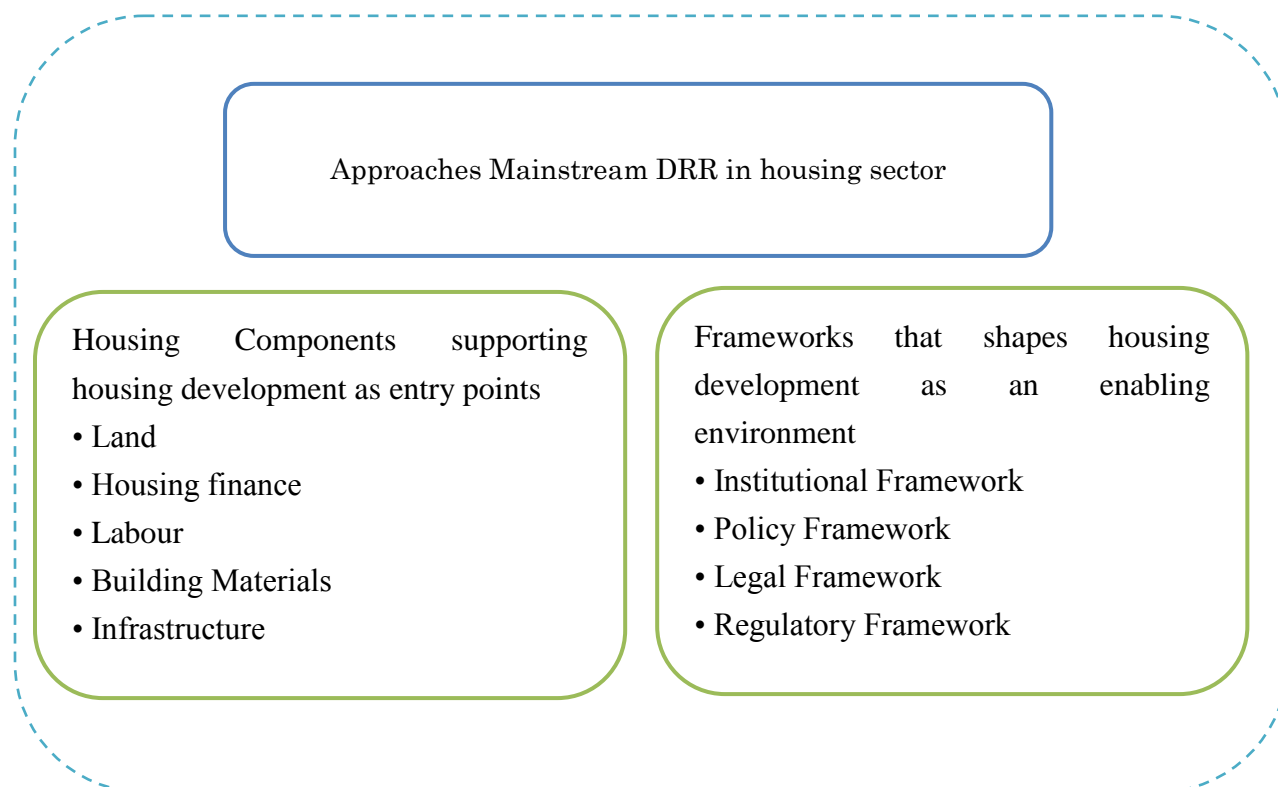 Approaches Mainstream DRR in housing sector
Housing Components supporting
housing development as entry points
• Land
• Housing finance
• Labour
• Building Materials
• Infrastructure
Frameworks that shapes housing
development as an enabling
environment
• Institutional Framework
• Policy Framework
• Legal Framework
• Regulatory Framework